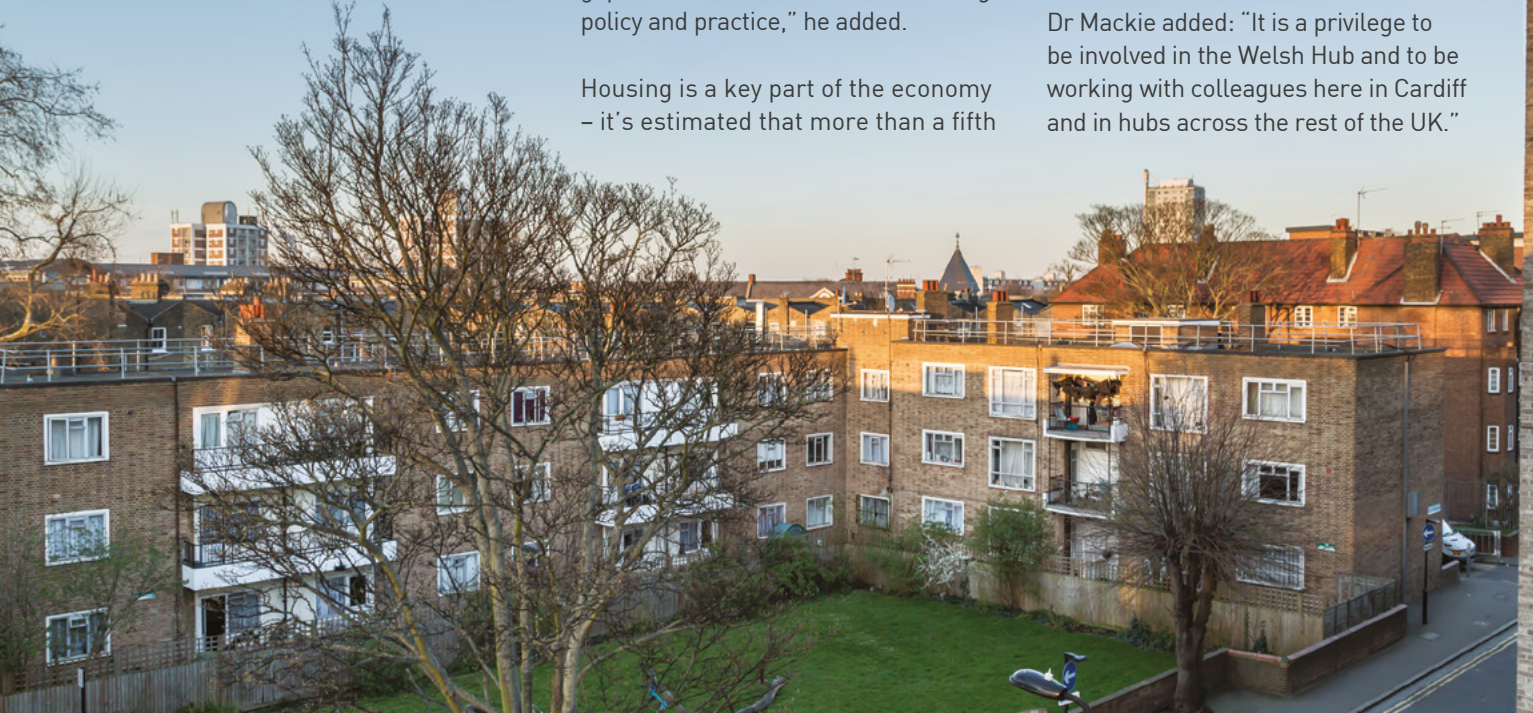 policy and practice,” he added.
Housing is a key part of the economy
– it’s estimated that more than a fifth
Dr Mackie added: “It is a privilege to
be involved in the Welsh Hub and to be
working with colleagues here in Cardiff
and in hubs across the rest of the UK.”